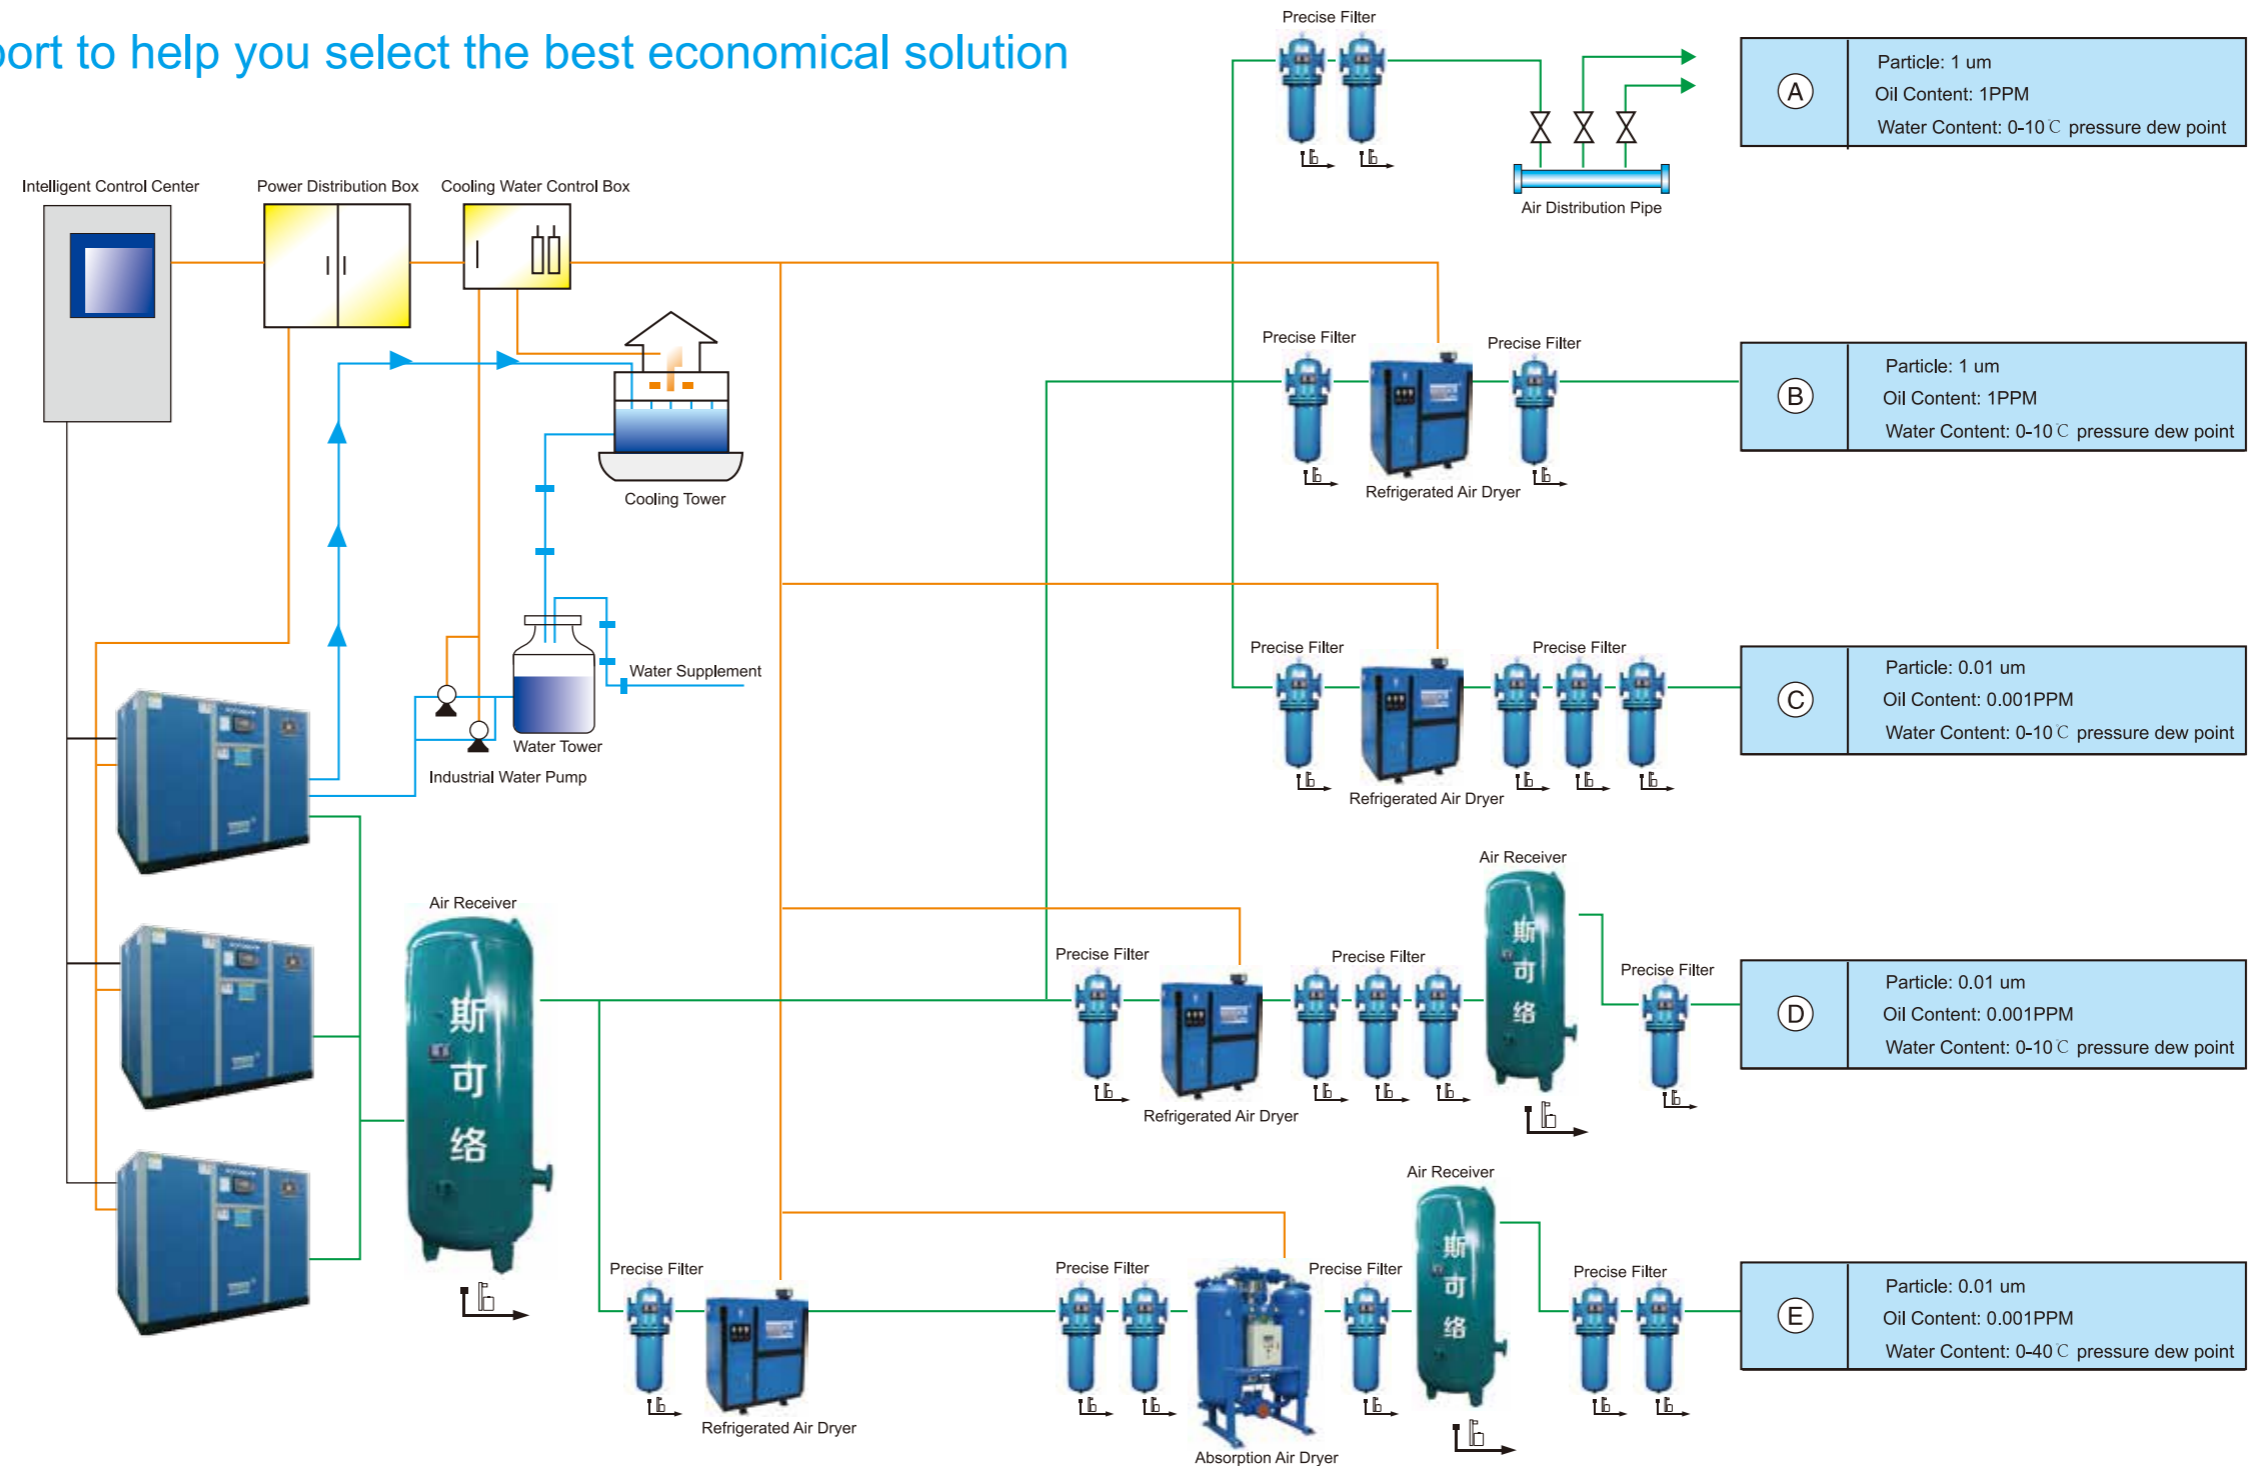 port to help you select the best economical solution
Precise Filter
Particle: 1 um
A
Oil Content: 1PPM
Water Content: 0-10℃ pressure dew point
Air Distribution Pipe
Intelligent Control Center
Power Distribution Box
Cooling Water Control Box
Cooling Tower
Precise Filter
Precise Filter
Refrigerated Air Dryer
Particle: 1 um
B
Oil Content: 1PPM
Water Content: 0-10℃ pressure dew point
Water Supplement
Water Tower
Industrial Water Pump
Precise Filter
Precise Filter
Refrigerated Air Dryer
Particle: 0.01 um
C
Oil Content: 0.001PPM
Water Content: 0-10℃ pressure dew point
Air Receiver
斯可络
Precise Filter
Precise Filter
Refrigerated Air Dryer
Air Receiver
斯可络
Precise Filter
Particle: 0.01 um
D
Oil Content: 0.001PPM
Water Content: 0-10℃ pressure dew point
Precise Filter
Refrigerated Air Dryer
Precise Filter
Absorption Air Dryer
Precise Filter
Air Receiver
斯可络
Precise Filter
Particle: 0.01 um
E
Oil Content: 0.001PPM
Water Content: 0-40℃ pressure dew point